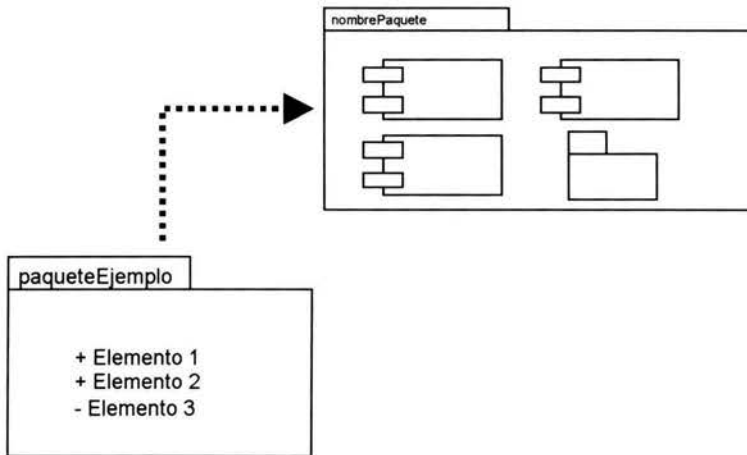 nombrePaquete
paqueteEjemplo
+ Elemento 1
+ Elemento 2
- Elemento 3